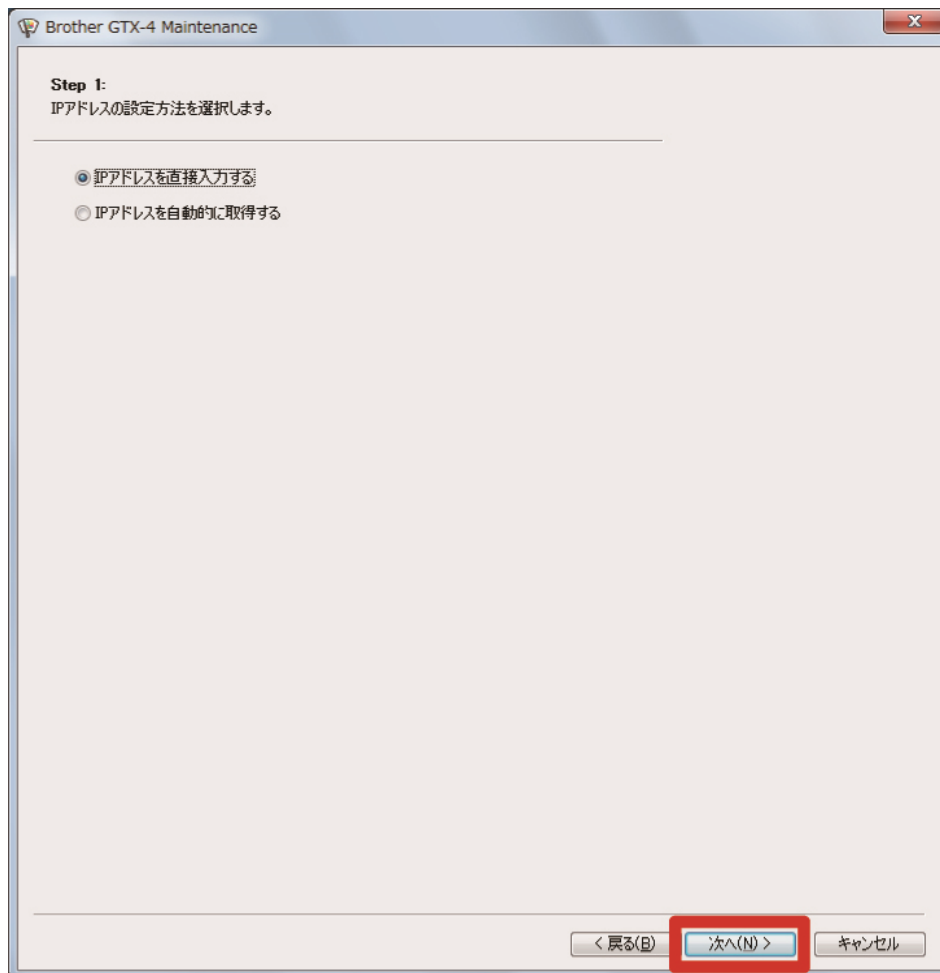 Brother GTX-4 Maintenance
Step 1:
IPアドレスの設定方法を選択します。
IPアドレスを直接入力する
IPアドレスを自動的に取得する
< 戻る(B) 次へ(N) > キャンセル